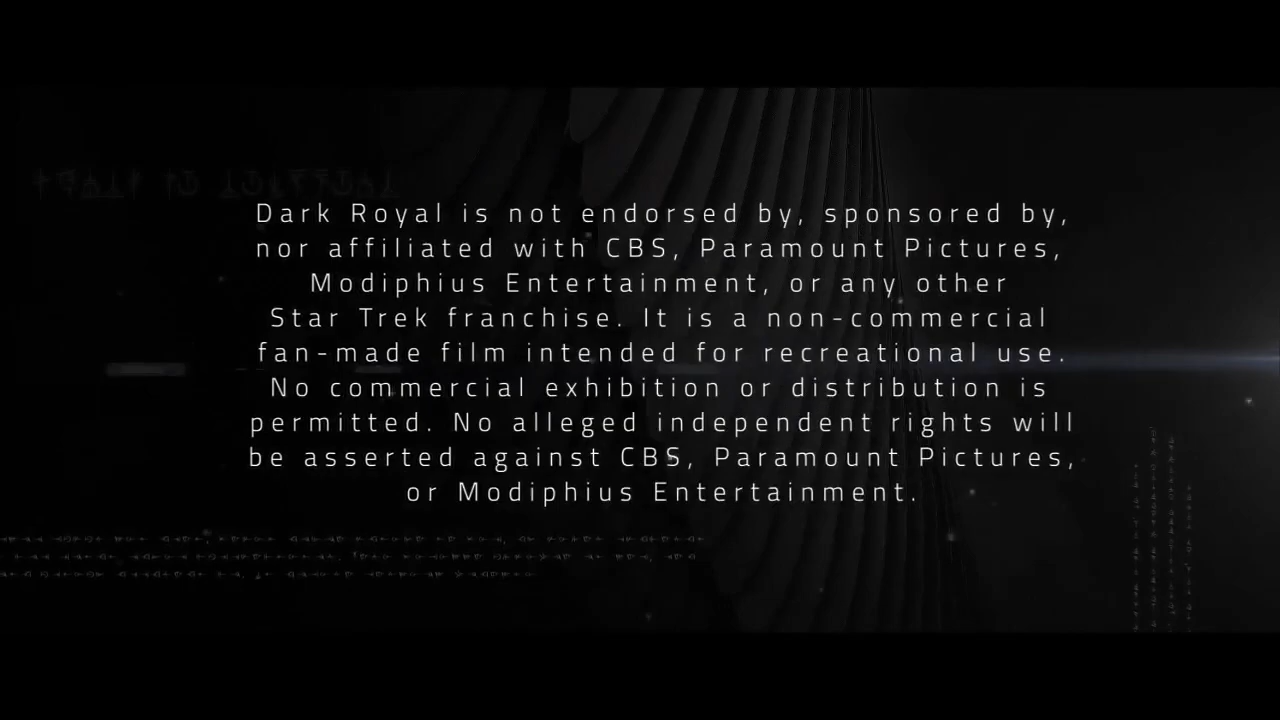 Dark Royal is not endorsed by, sponsored by,
nor affiliated with CBS, Paramount Pictures,
Modiphius Entertainment, or any other
Star Trek franchise. It is a non-commercial
fan-made film intended for recreational use.
No commercial exhibition or distribution is
permitted. No alleged independent rights will
be asserted against CBS, Paramount Pictures,
or Modiphius Entertainment.